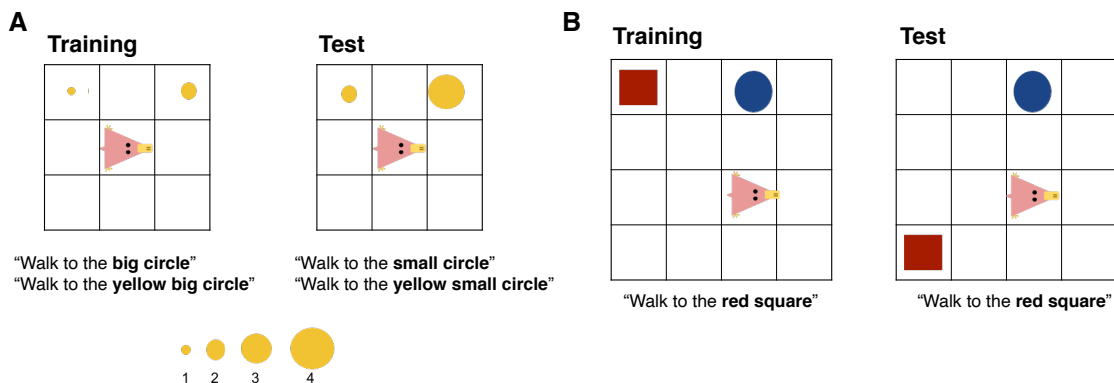 A
Training
Test
“Walk to the big circle”
“Walk to the yellow big circle”
“Walk to the small circle”
“Walk to the yellow small circle”
1 2 3 4
B
Training
Test
“Walk to the red square”
“Walk to the red square”